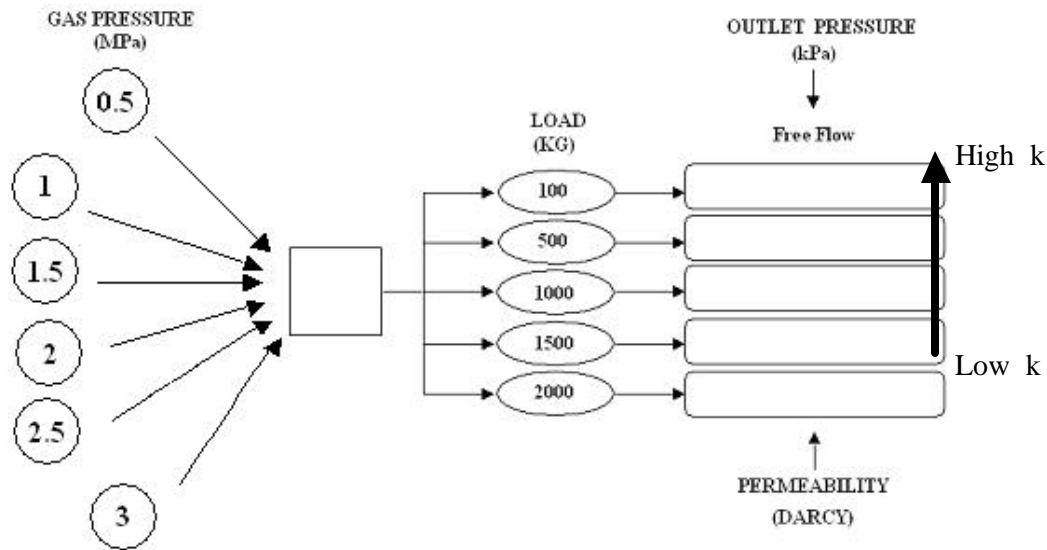 GAS PRESSURE
(MPa)
0.5
1
1.5
2
2.5
3
LOAD
(KG)
100
500
1000
1500
2000
OUTLET PRESSURE
(kPa)
Free Flow
High k
Low k
PERMEABILITY
(DARCY)